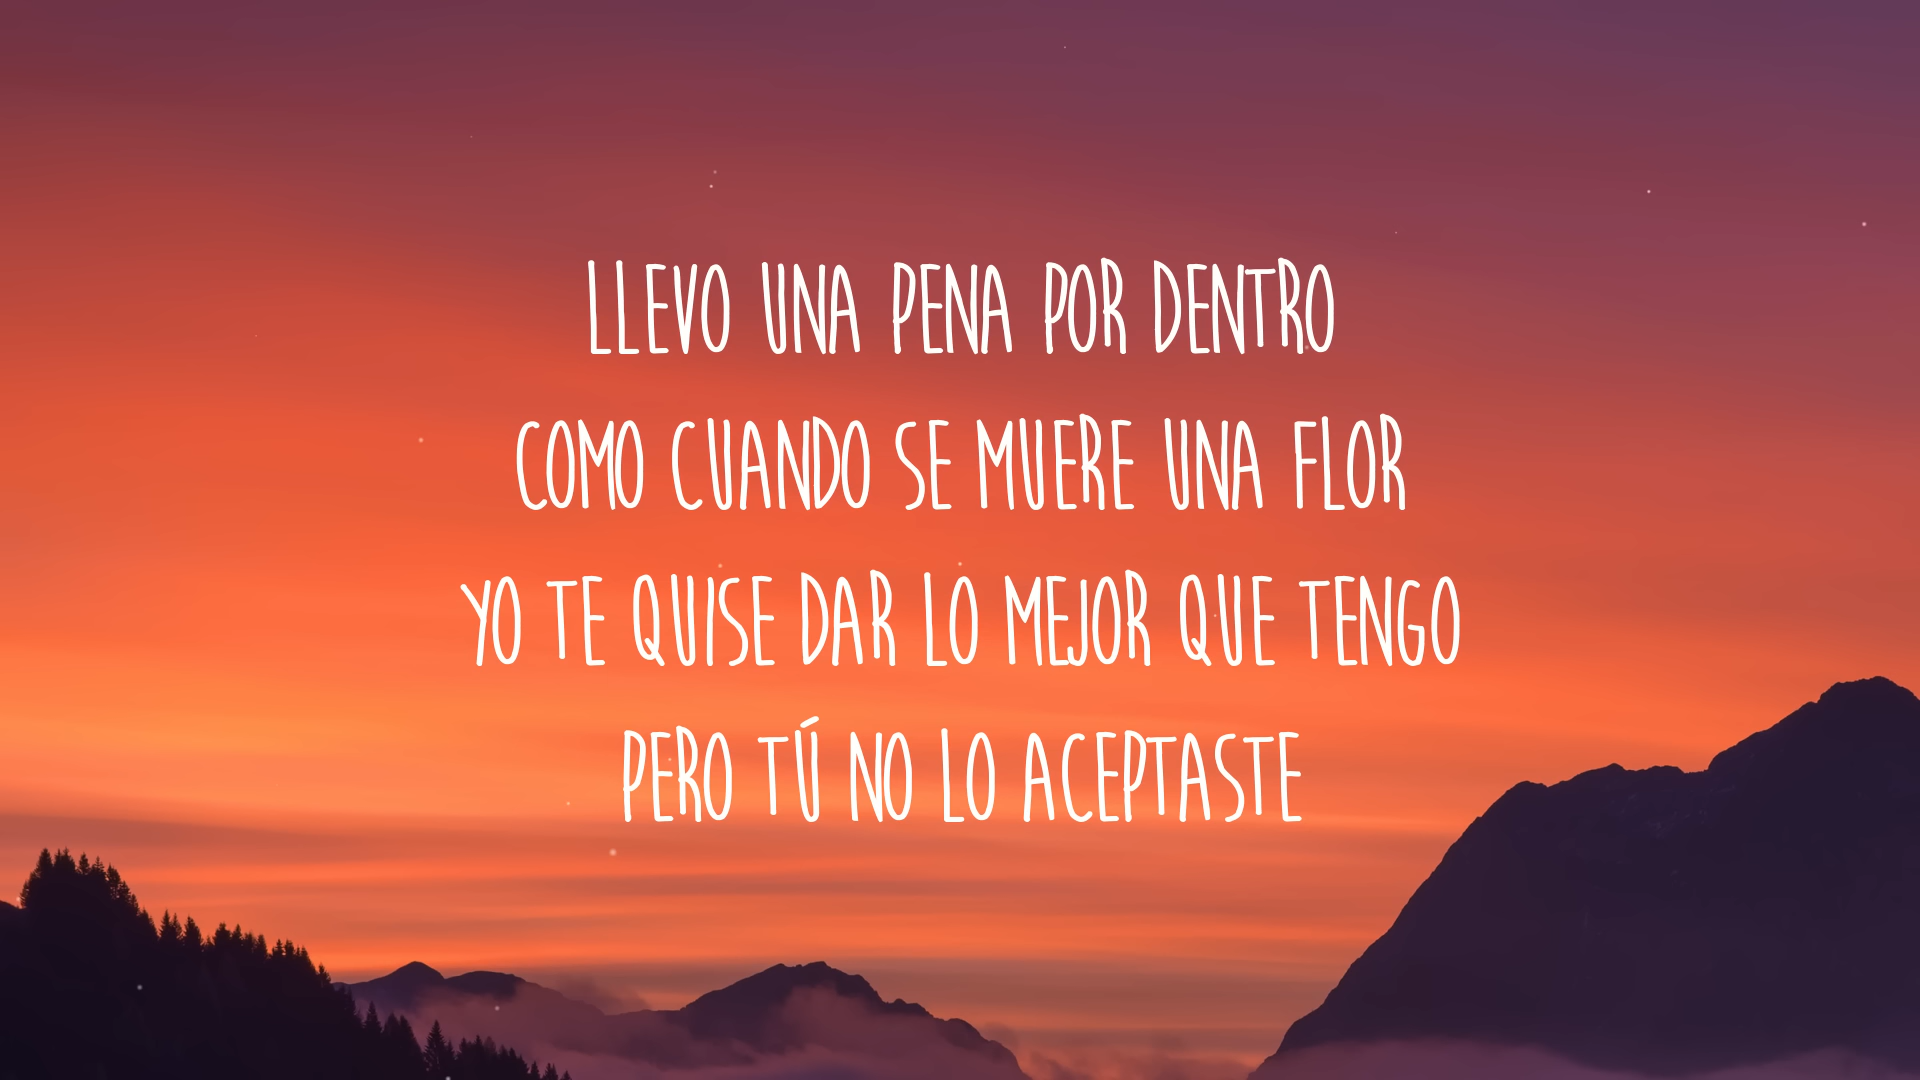 LLEVO UNA PENA POR DENTRO
COMO CUANDO SE MUERE UNA FLOR
YO TE QUISE DAR LO MEJOR QUE TENGO
PERO TÚ NO LO ACEPTASTE